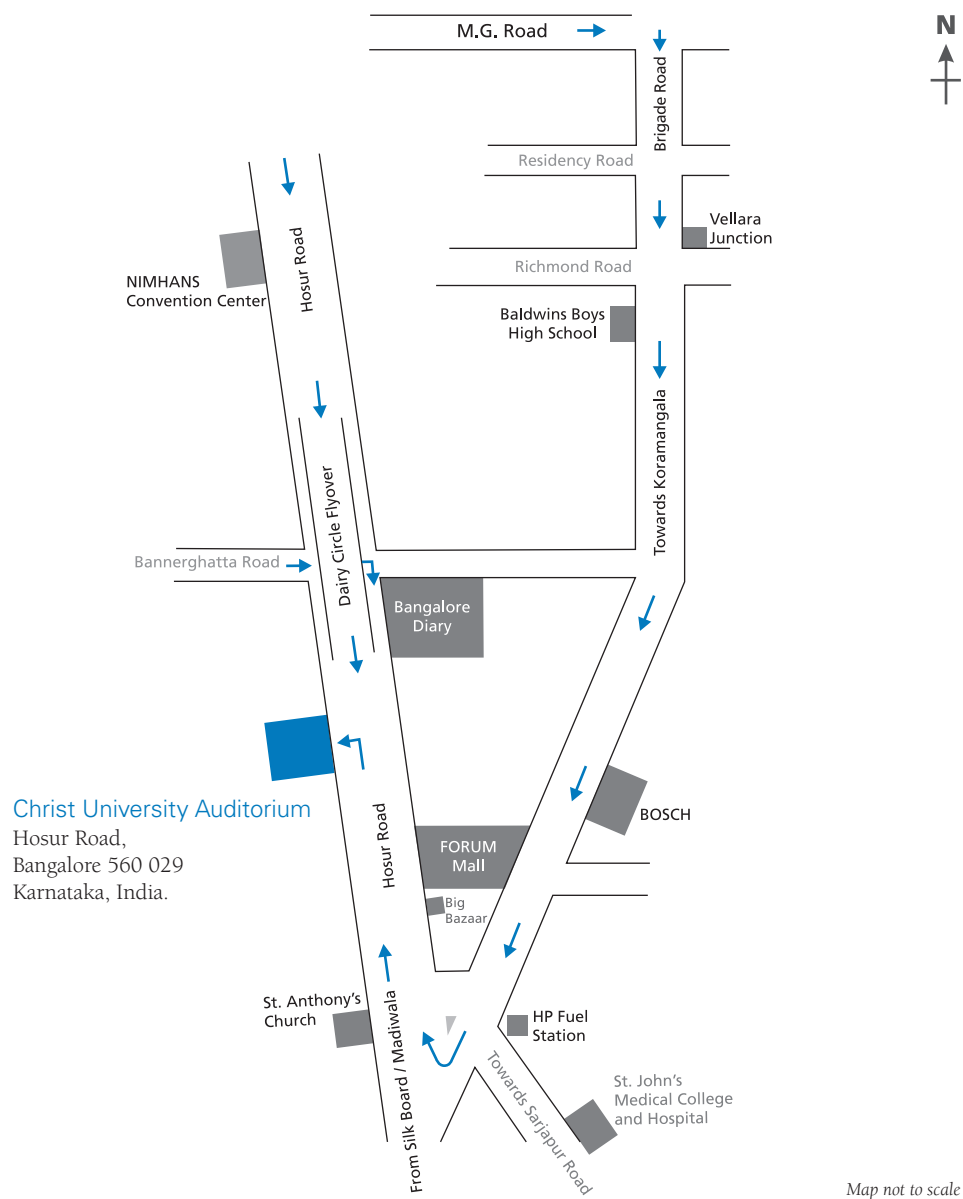 M.G. Road
N
Brigade Road
Residency Road
Vellara
Junction
Hosur Road
Richmond Road
NIMHANS
Convention Center
Baldwins Boys
High School
Towards Koramangala
Dairy Circle Flyover
Bannerghatta Road
Bangalore
Diary
Christ University Auditorium
Hosur Road,
Bangalore 560 029
Karnataka, India.
BOSCH
Hosur Road
FORUM
Mall
Big
Bazaar
St. Anthony's
Church
From Silk Board / Madiwala
HP Fuel
Station
Towards Sarjapur Road
St. John's
Medical College
and Hospital
Map not to scale